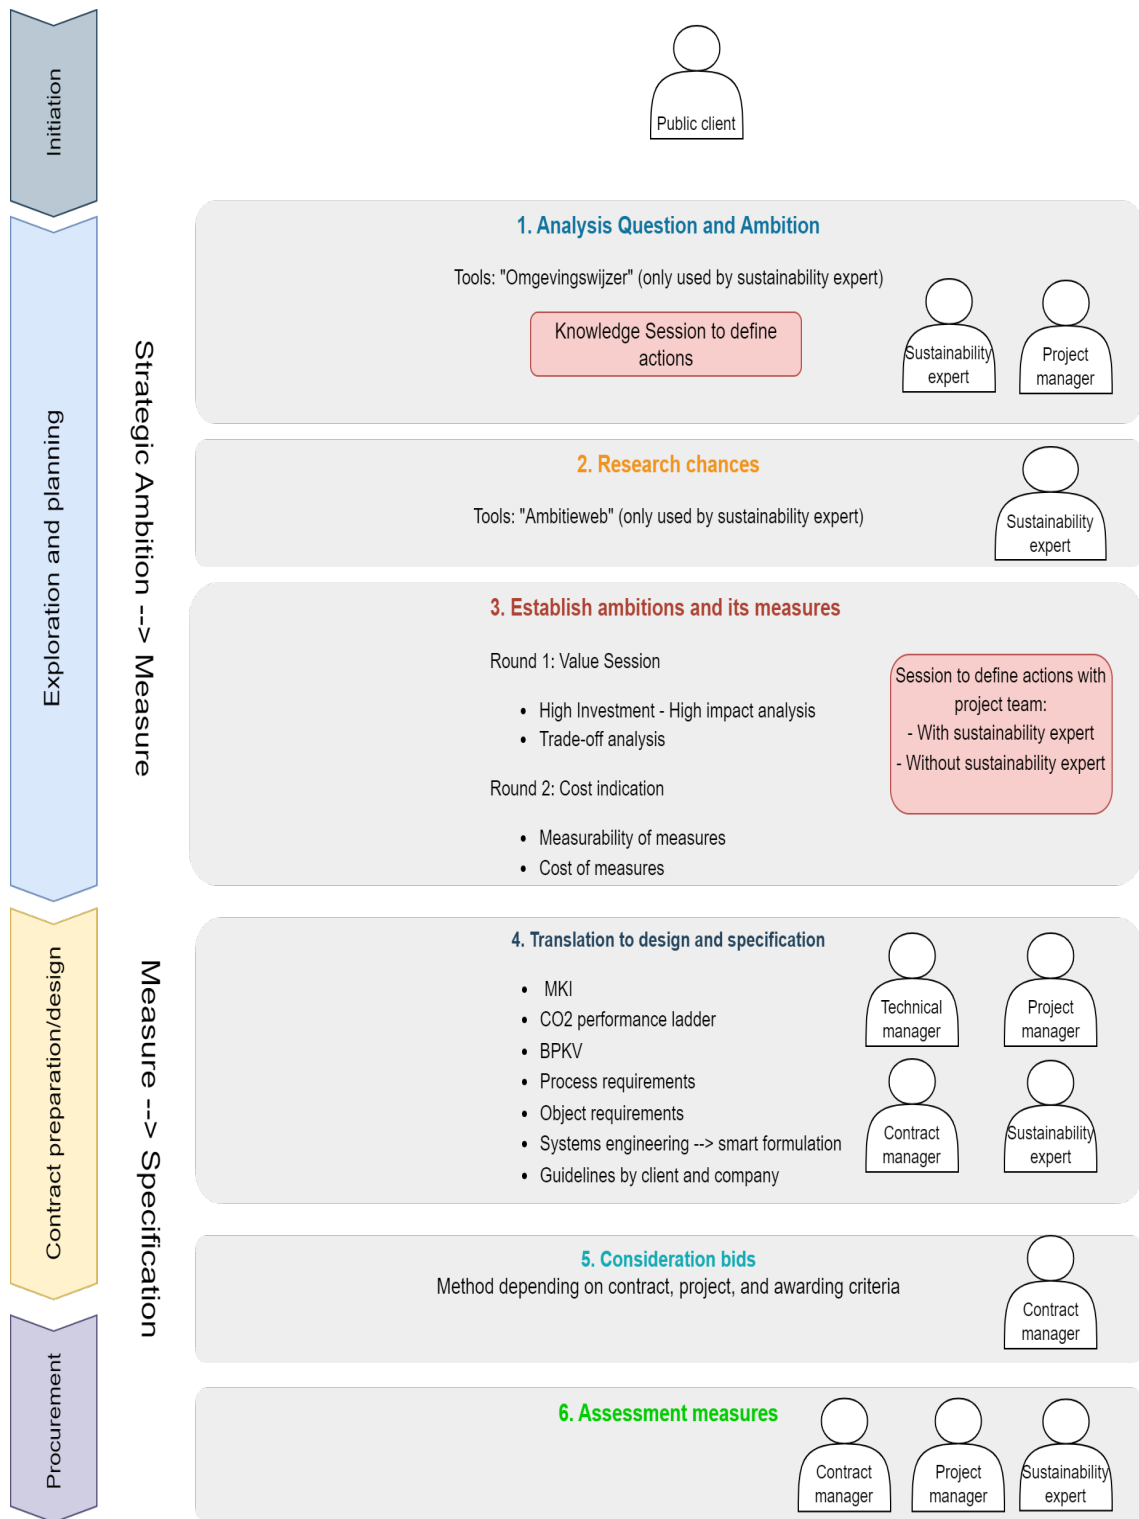 Initiation
Public client
Exploration and planning
Strategic Ambition --> Measure
1. Analysis Question and Ambition
Tools: "Omgevingswijzer" (only used by sustainability expert)
Knowledge Session to define
actions
Sustainability
expert
Project
manager
2. Research chances
Tools: "Ambitieweb" (only used by sustainability expert)
Sustainability
expert
3. Establish ambitions and its measures
Round 1: Value Session
• High Investment - High impact analysis
• Trade-off analysis
Round 2: Cost indication
• Measurability of measures
• Cost of measures
Session to define actions with
project team:
- With sustainability expert
- Without sustainability expert
Contract preparation/design
Measure --> Specification
4. Translation to design and specification
• MKI
• CO2 performance ladder
• BPKV
• Process requirements
• Object requirements
• Systems engineering --> smart formulation
• Guidelines by client and company
Technical
manager
Project
manager
Contract
manager
Sustainability
expert
5. Consideration bids
Method depending on contract, project, and awarding criteria
Contract
manager
Procurement
6. Assessment measures
Contract
manager
Project
manager
Sustainability
expert